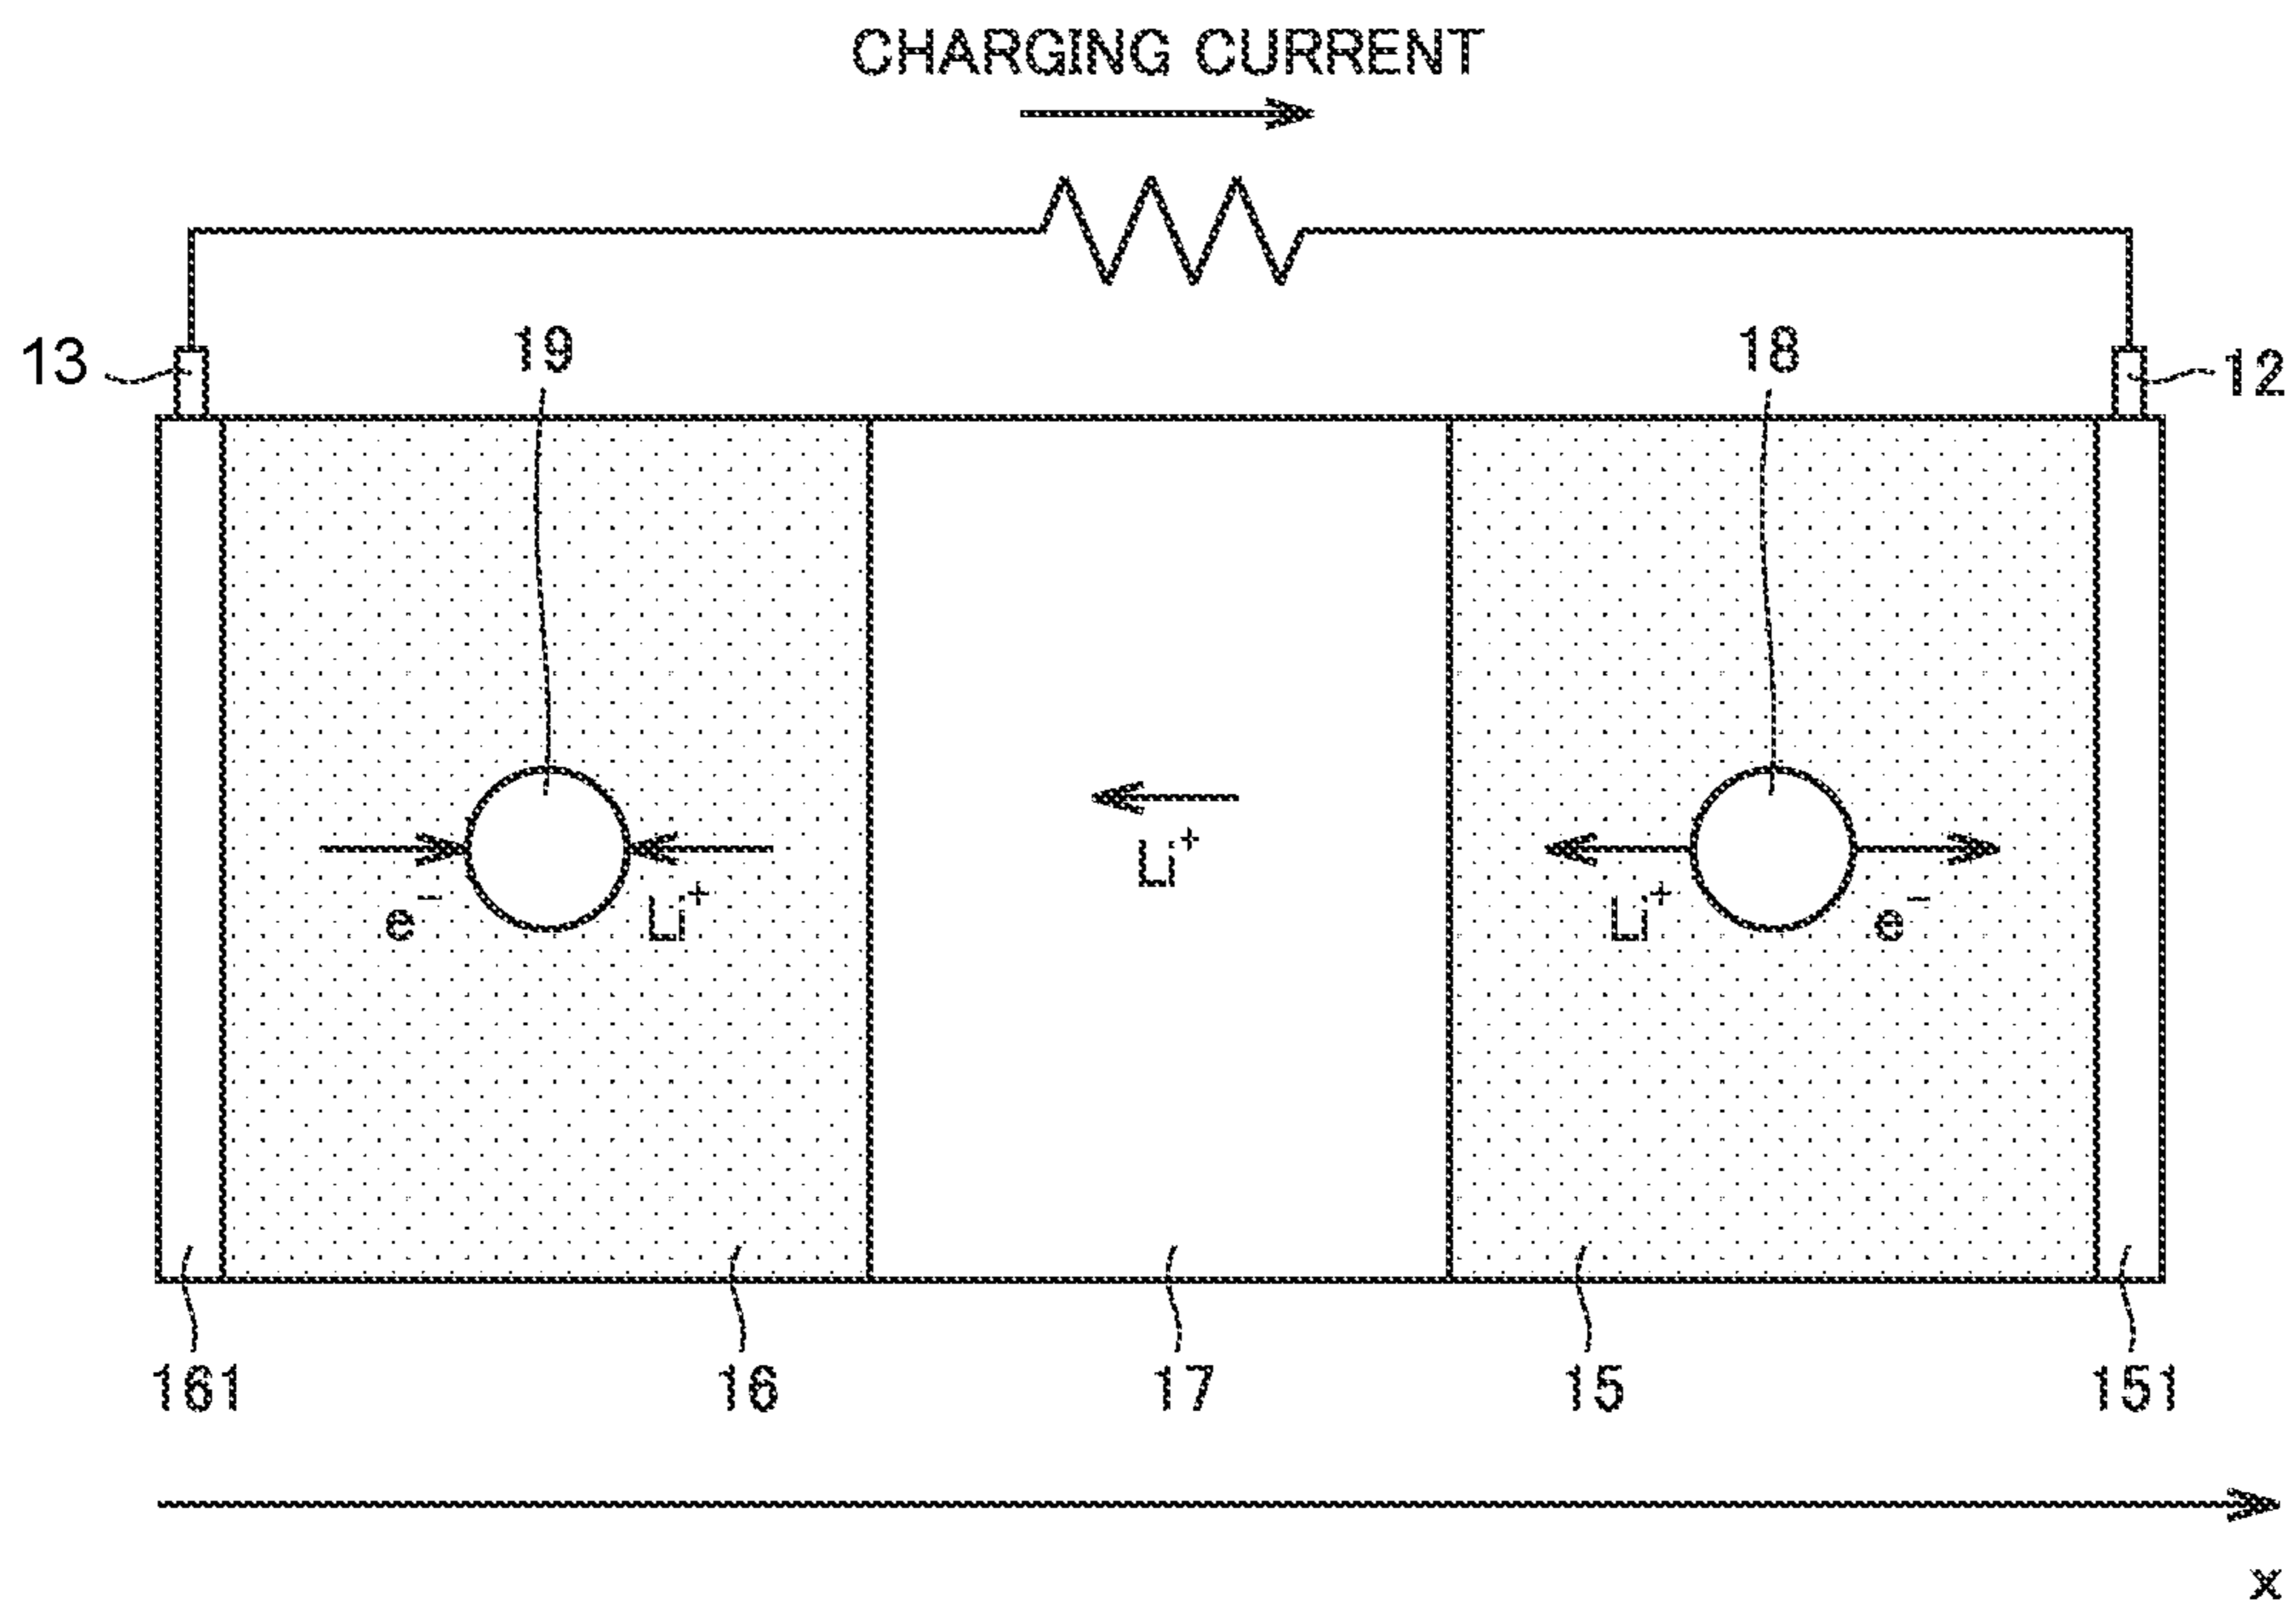 CHARGING CURRENT
13
19
18
12
e⁻
Li⁺
Li⁺
Li⁺
e⁻
161
16
17
15
151
x